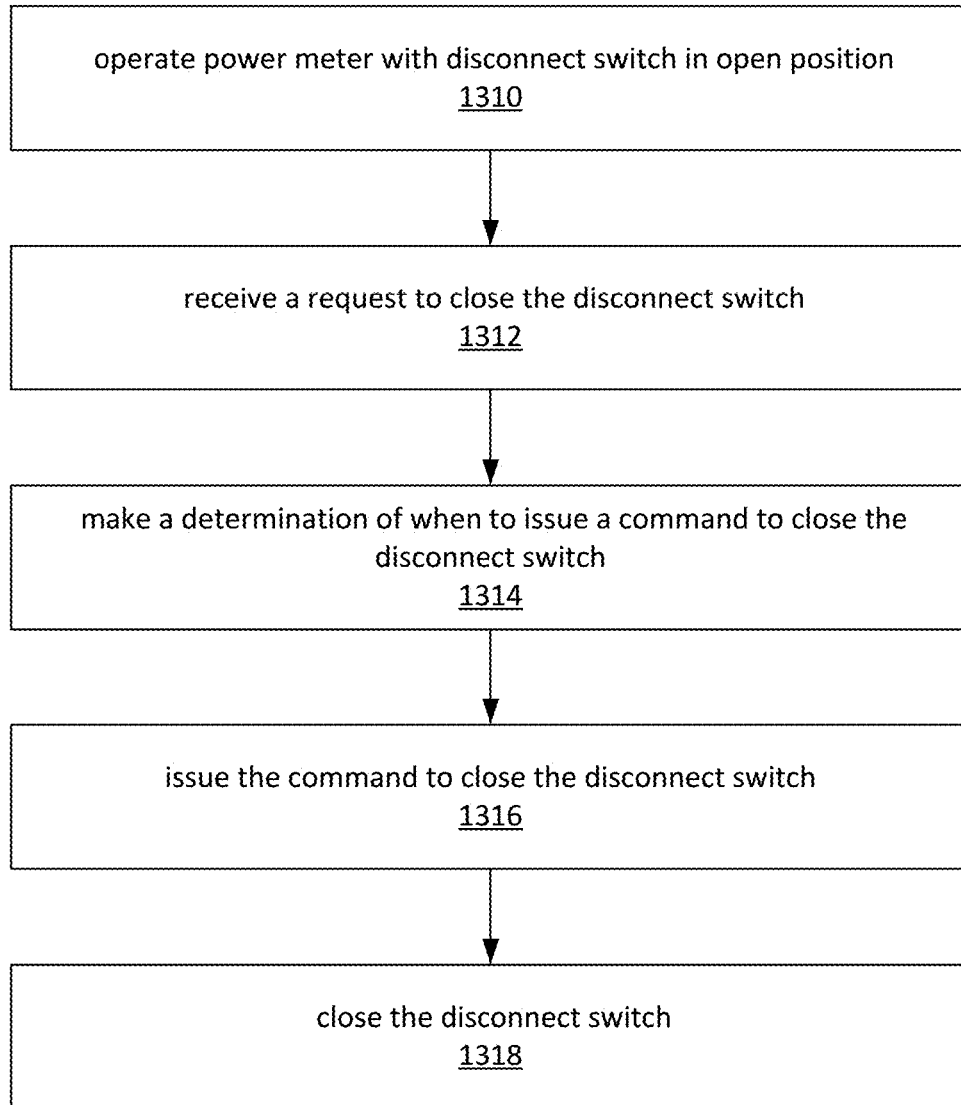 operate power meter with disconnect switch in open position
1310
receive a request to close the disconnect switch
1312
make a determination of when to issue a command to close the
disconnect switch
1314
issue the command to close the disconnect switch
1316
close the disconnect switch
1318